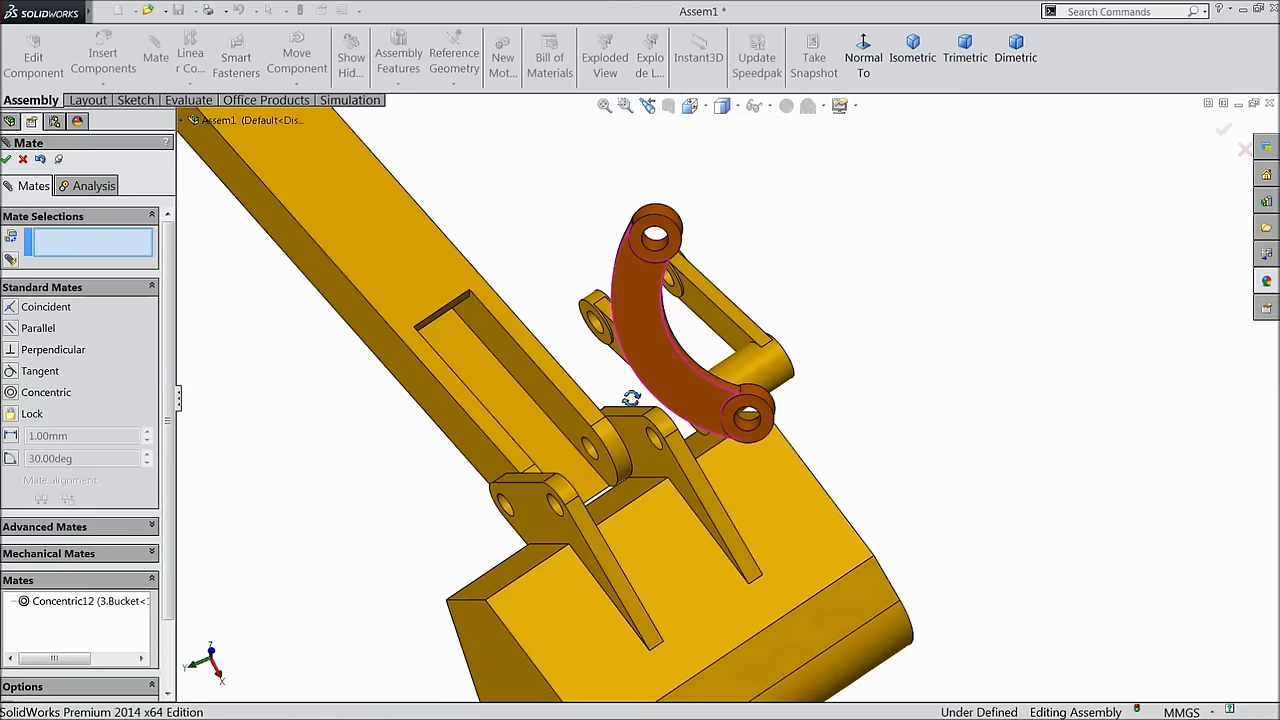 SOLIDWORKS
Assem1 *
Search Commands
Edit Component
Insert Components
Mate
Linea r Co...
Smart Fasteners
Move Component
Show Hid...
Assembly Features
Reference Geometry
New Mot...
Bill of Materials
Exploded View
Explo de L...
Instant3D
Update Speedpak
Take Snapshot
Normal To
Isometric
Trimetric
Dimetric
Assembly
Layout
Sketch
Evaluate
Office Products
Simulation
Assem1 (Default<Dis...
Mate
?
Mates
Analysis
Mate Selections
Standard Mates
Coincident
Parallel
Perpendicular
Tangent
Concentric
Lock
1.00mm
30.00deg
Mate alignment:
Advanced Mates
Mechanical Mates
Mates
Concentric12 (3.Bucket<
Options
Z
Y
X
SolidWorks Premium 2014 x64 Edition
Under Defined
Editing Assembly
MMGS
?